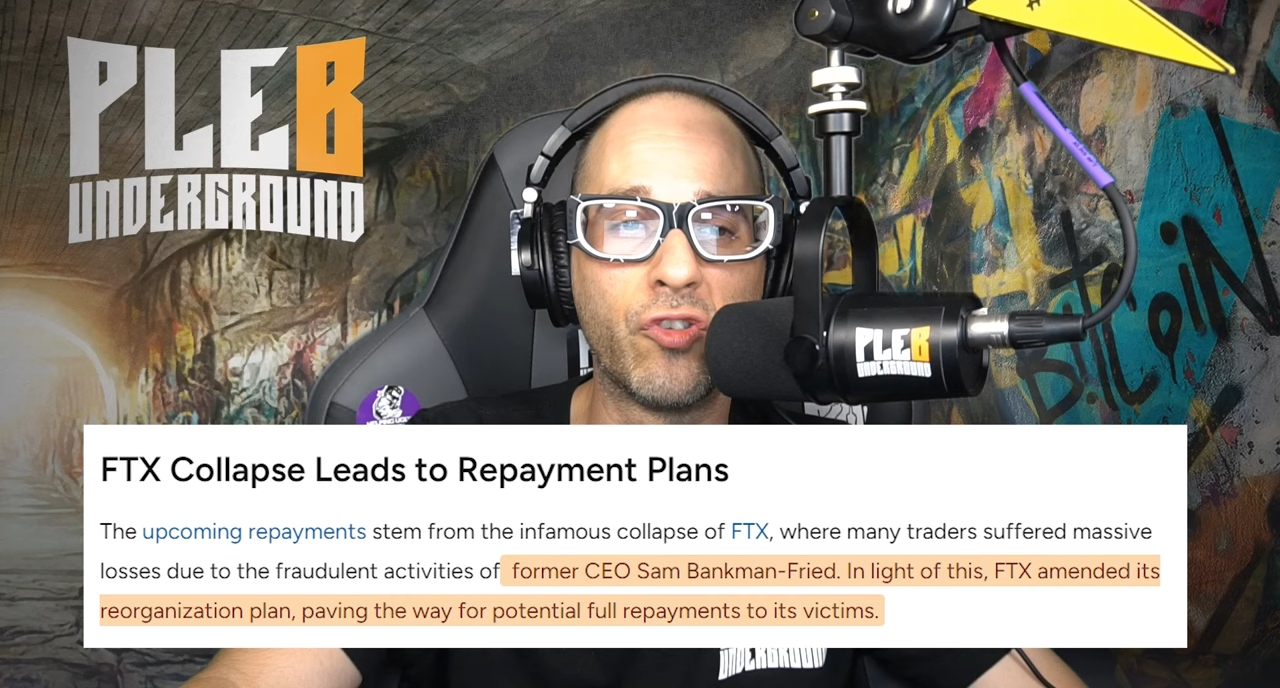 PLEB
UNDERGROUND
PLEB
UNDERGROUND
BitCoiN
FTX Collapse Leads to Repayment Plans
The upcoming repayments stem from the infamous collapse of FTX, where many traders suffered massive
losses due to the fraudulent activities of former CEO Sam Bankman-Fried. In light of this, FTX amended its
reorganization plan, paving the way for potential full repayments to its victims.
UNDERGROUND